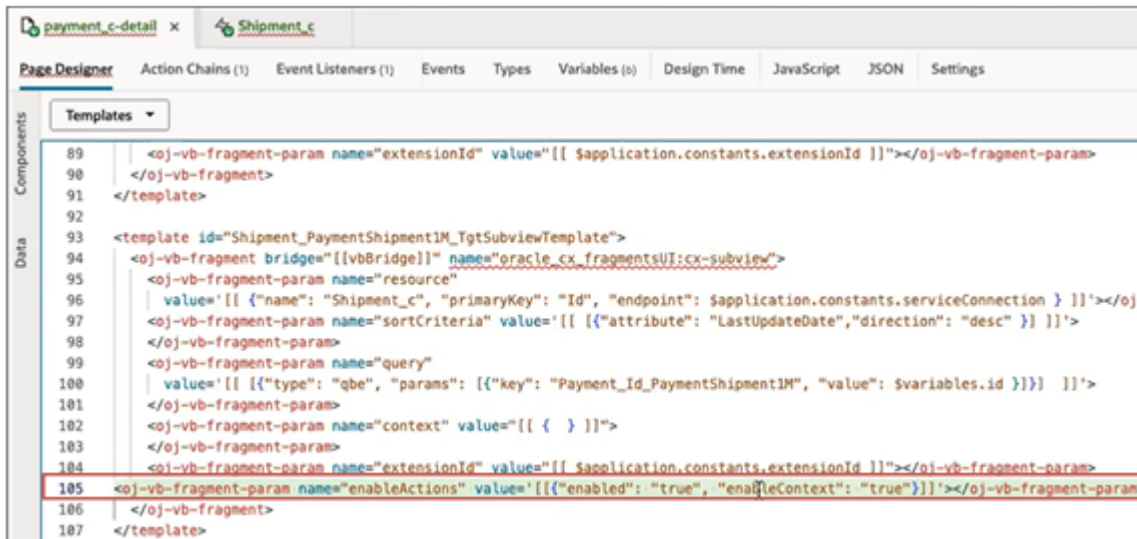 payment_c-detail × Shipment_c
Page Designer Action Chains (1) Event Listeners (1) Events Types Variables (6) Design Time JavaScript JSON Settings
Templates
Components
Data
89 <oj-vb-fragment-param name="extensionId" value="[[ $application.constants.extensionId ]]"></oj-vb-fragment-param>
90 </oj-vb-fragment>
91 </template>
92
93 <template id="Shipment_PaymentShipment1M_TgtSubviewTemplate">
94 <oj-vb-fragment bridge="[[vbBridge]]" name="oracle_cx_fragmentsUI:cx-subview">
95 <oj-vb-fragment-param name="resource"
96 value='[[ {"name": "Shipment_c", "primaryKey": "Id", "endpoint": $application.constants.serviceConnection } ]]'></oj
97 <oj-vb-fragment-param name="sortCriteria" value='[[ [{"attribute": "LastUpdateDate","direction": "desc" }] ]]'>
98 </oj-vb-fragment-param>
99 <oj-vb-fragment-param name="query"
100 value='[[ [{"type": "qbe", "params": [{"key": "Payment_Id_PaymentShipment1M", "value": $variables.id }]}] ]]'>
101 </oj-vb-fragment-param>
102 <oj-vb-fragment-param name="context" value="[[ { } ]]">
103 </oj-vb-fragment-param>
104 <oj-vb-fragment-param name="extensionId" value="[[ $application.constants.extensionId ]]"></oj-vb-fragment-param>
105 <oj-vb-fragment-param name="enableActions" value='[[{"enabled": "true", "enableContext": "true"}]]'></oj-vb-fragment-param
106 </oj-vb-fragment>
107 </template>